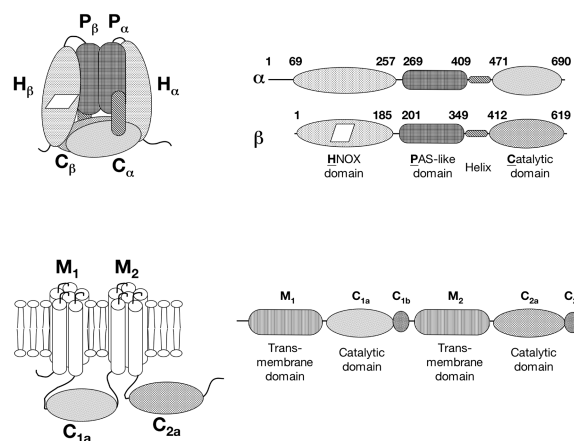 Pβ Pα
Hβ Hα
Cβ Cα
1 69 257 269 409 471 690
α
1 185 201 349 412 619
β
HNOX domain
PAS-like domain
Helix
Catalytic domain
M1 M2
C1a C2a
M1 C1a C1b M2 C2a
Trans-
membrane
domain
Catalytic
domain
Trans-
membrane
domain
Catalytic
domain